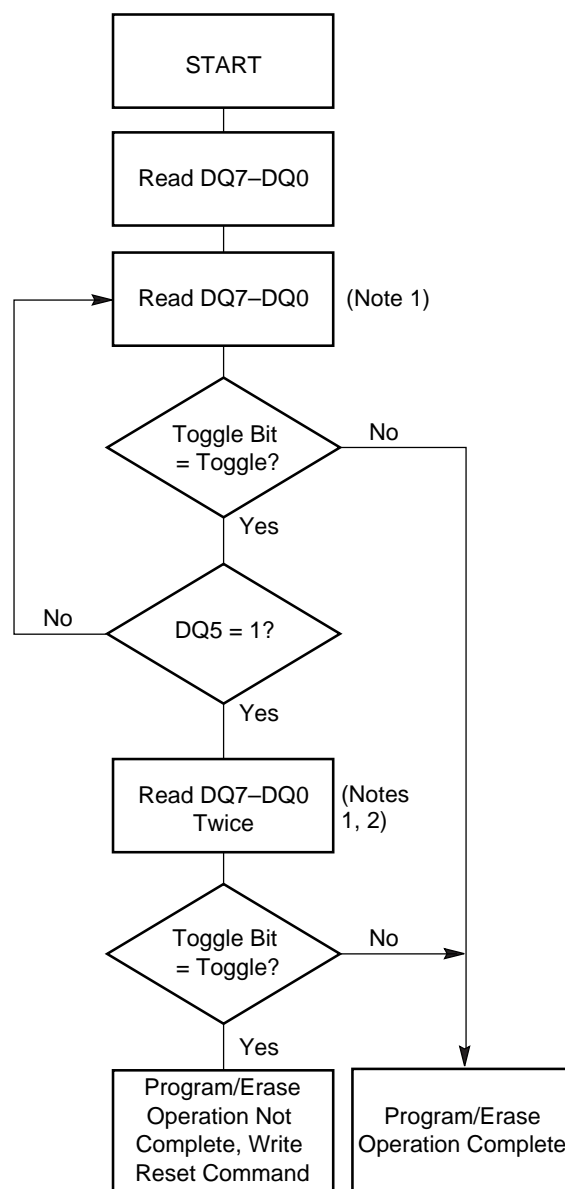 START
Read DQ7–DQ0
Read DQ7–DQ0
(Note 1)
Toggle Bit
= Toggle?
No
Yes
No
DQ5 = 1?
Yes
Read DQ7–DQ0
Twice
(Notes
1, 2)
Toggle Bit
= Toggle?
No
Yes
Program/Erase
Operation Not
Complete, Write
Reset Command
Program/Erase
Operation Complete